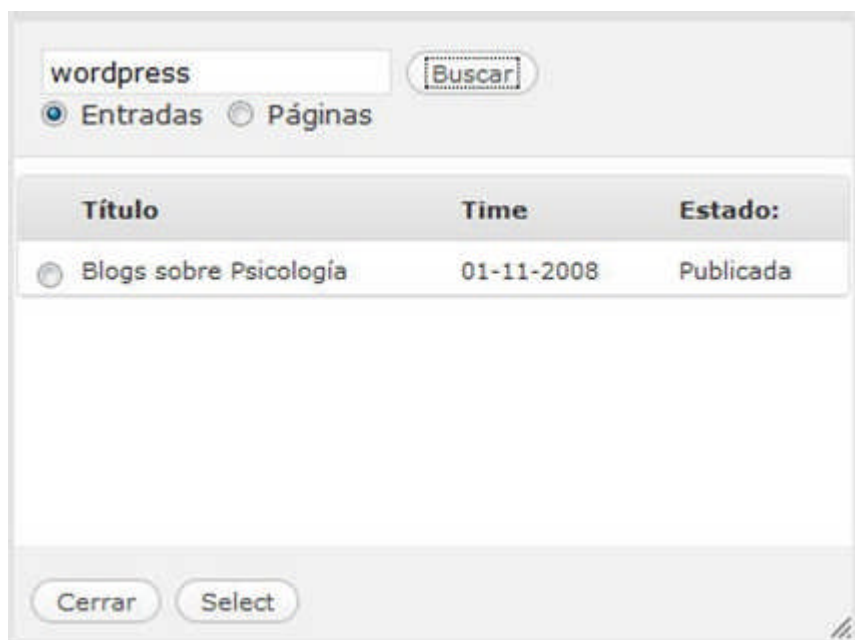 wordpress Buscar
Entradas Páginas
Título Time Estado:
Blogs sobre Psicología 01-11-2008 Publicada
Cerrar Select